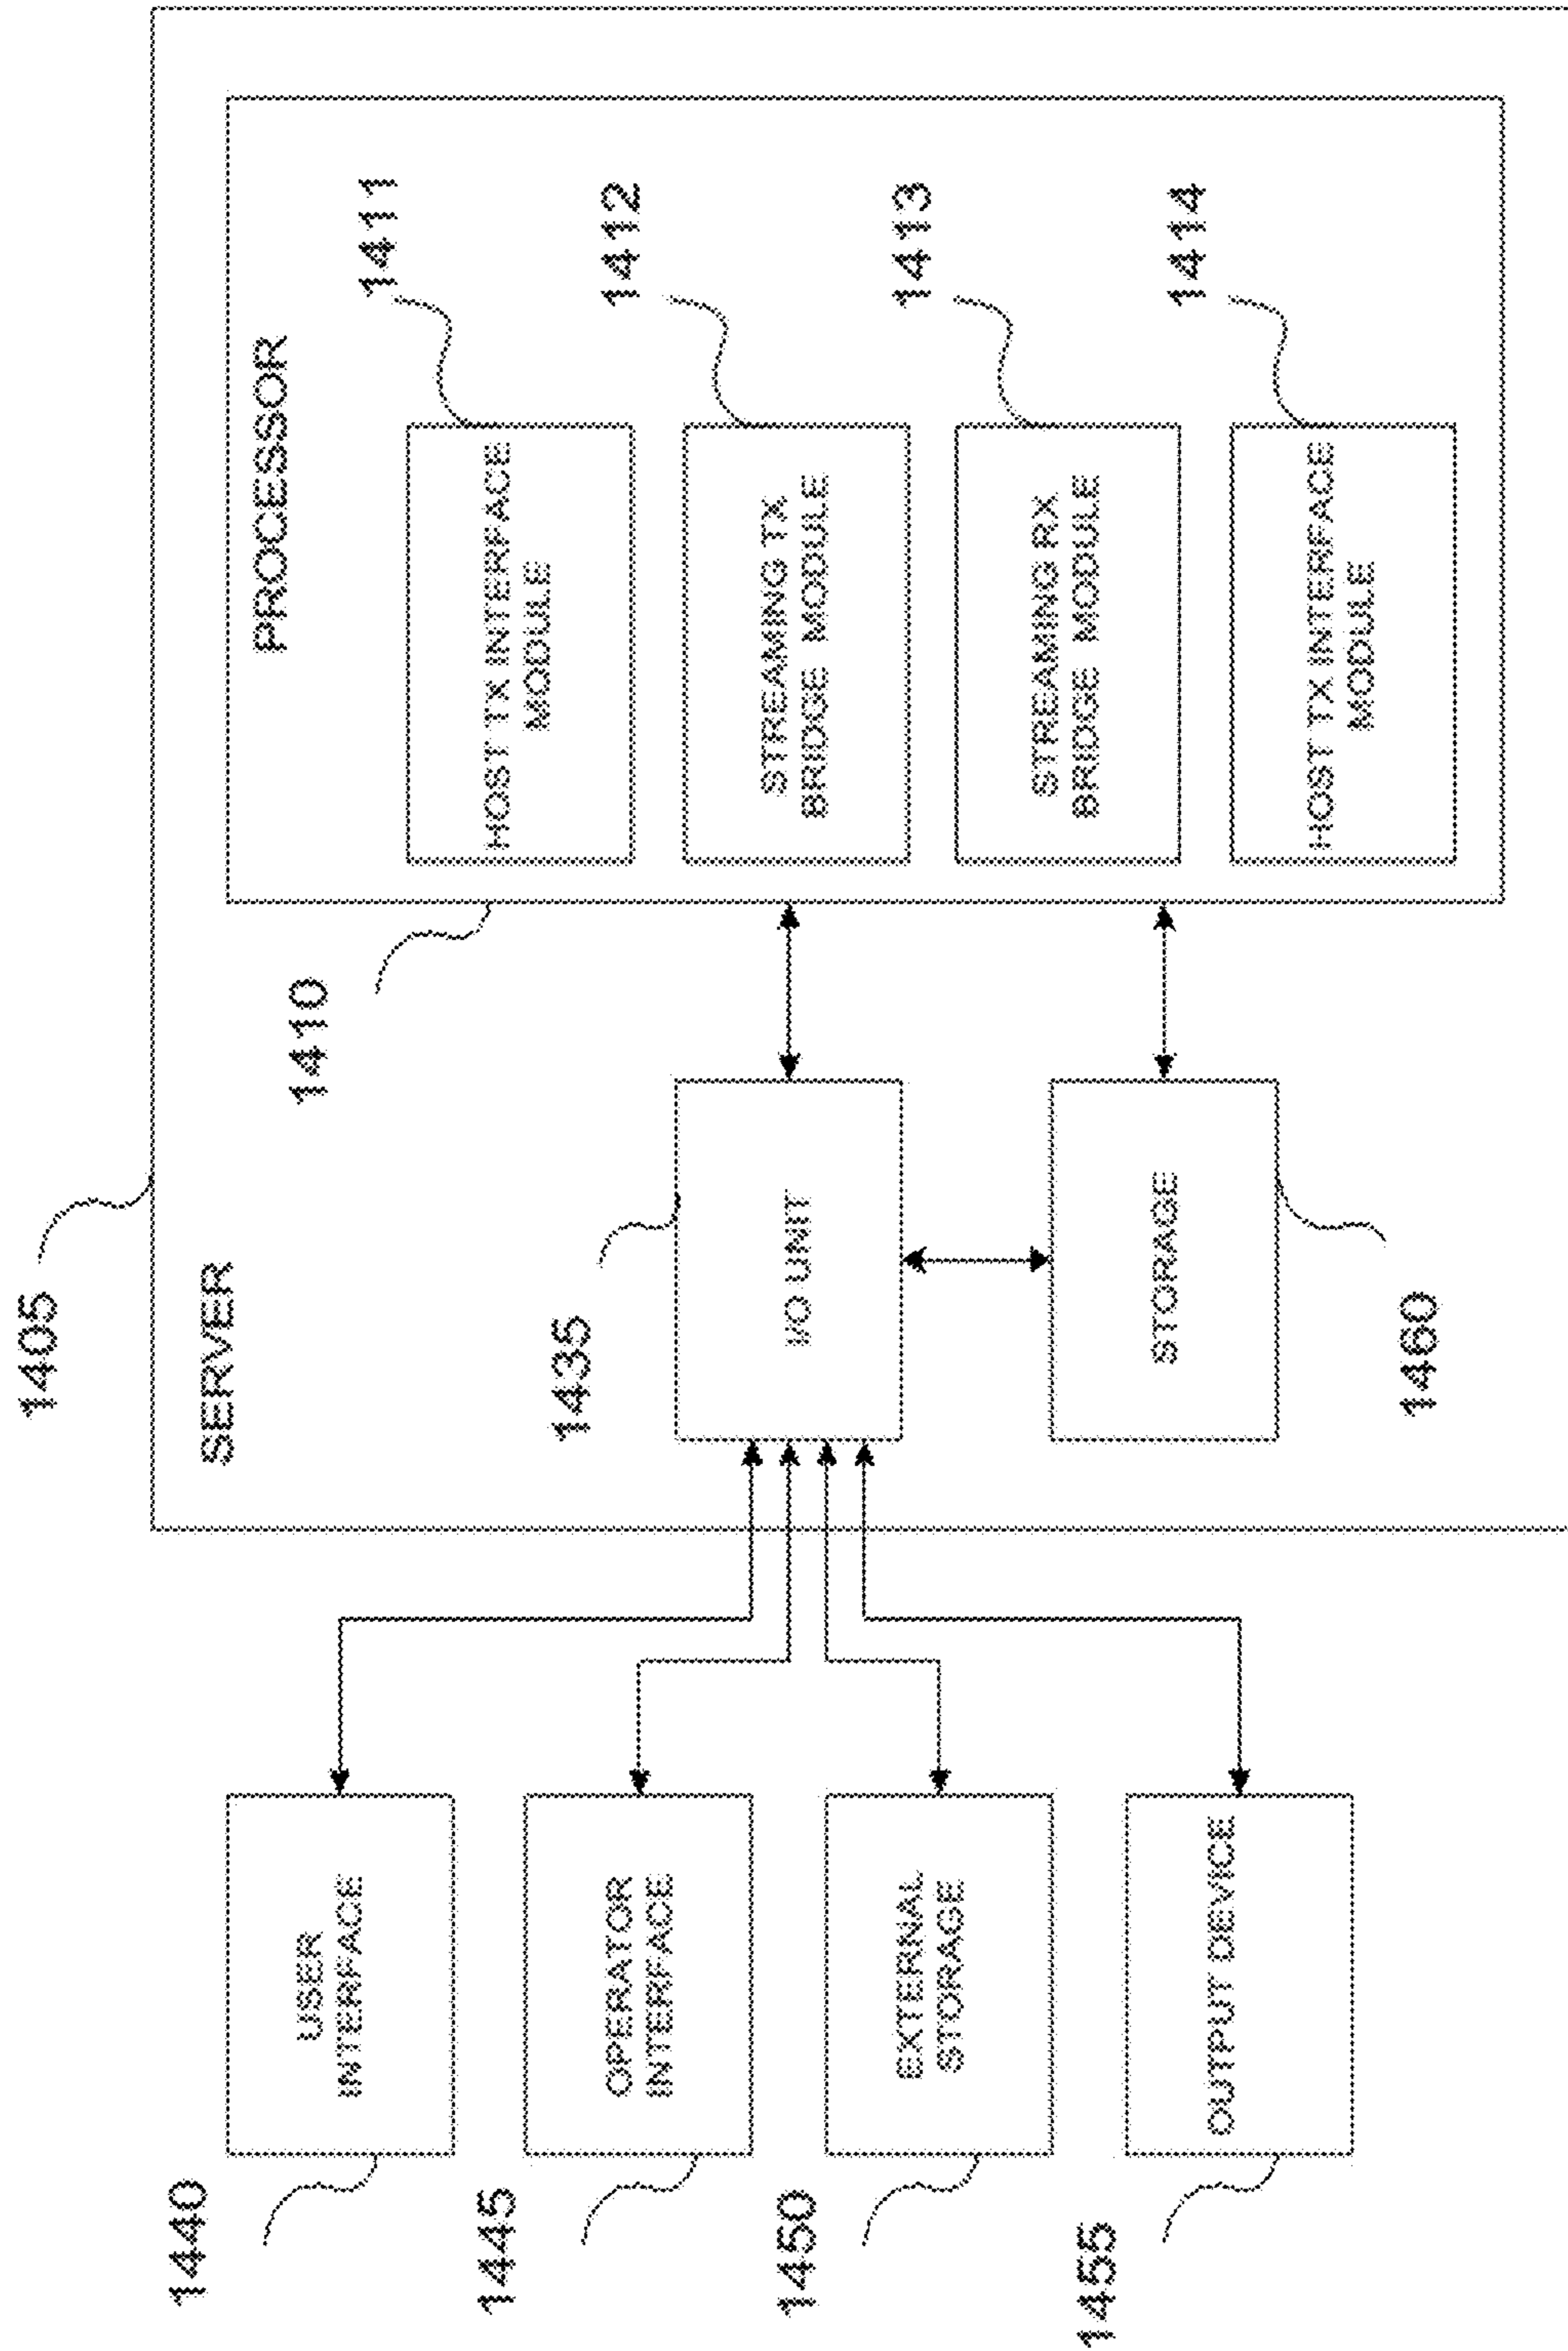 1405
SERVER
PROCESSOR
1410
1411
HOST TX INTERFACE
MODULE
1412
STREAMING TX
BRIDGE MODULE
1413
STREAMING RX
BRIDGE MODULE
1414
HOST TX INTERFACE
MODULE
1435
I/O UNIT
STORAGE
1460
1440
USER
INTERFACE
1445
OPERATOR
INTERFACE
1450
EXTERNAL
STORAGE
1455
OUTPUT DEVICE